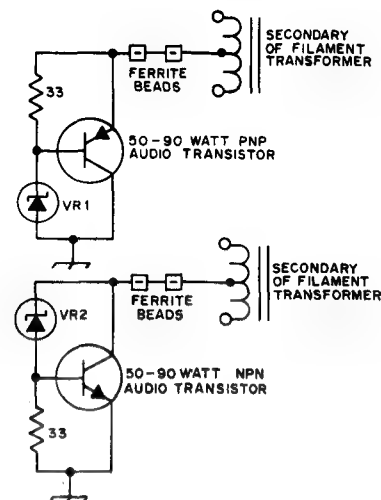 SECONDARY
OF FILAMENT
TRANSFORMER
FERRITE
BEADS
33
50-90 WATT PNP
AUDIO TRANSISTOR
VR1
SECONDARY
OF FILAMENT
TRANSFORMER
FERRITE
BEADS
VR2
50-90 WATT NPN
AUDIO TRANSISTOR
33